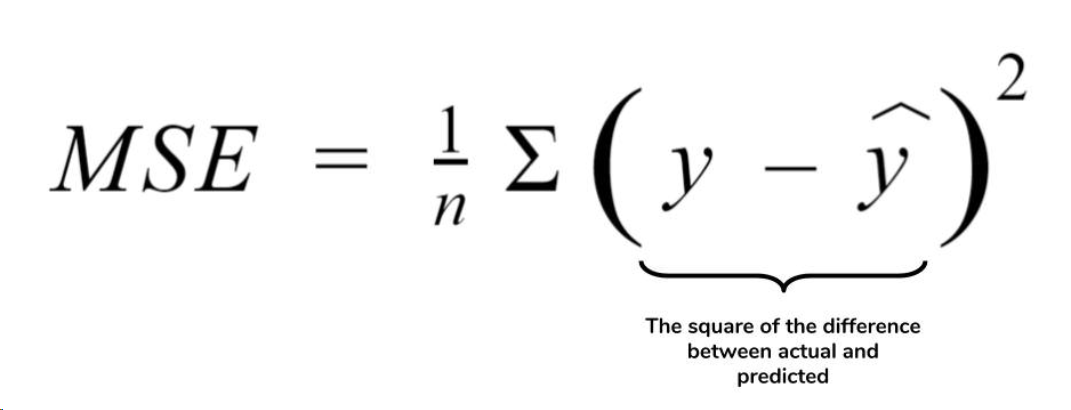 MSE = 1/n Σ (y − ŷ)²
The square of the difference
between actual and
predicted